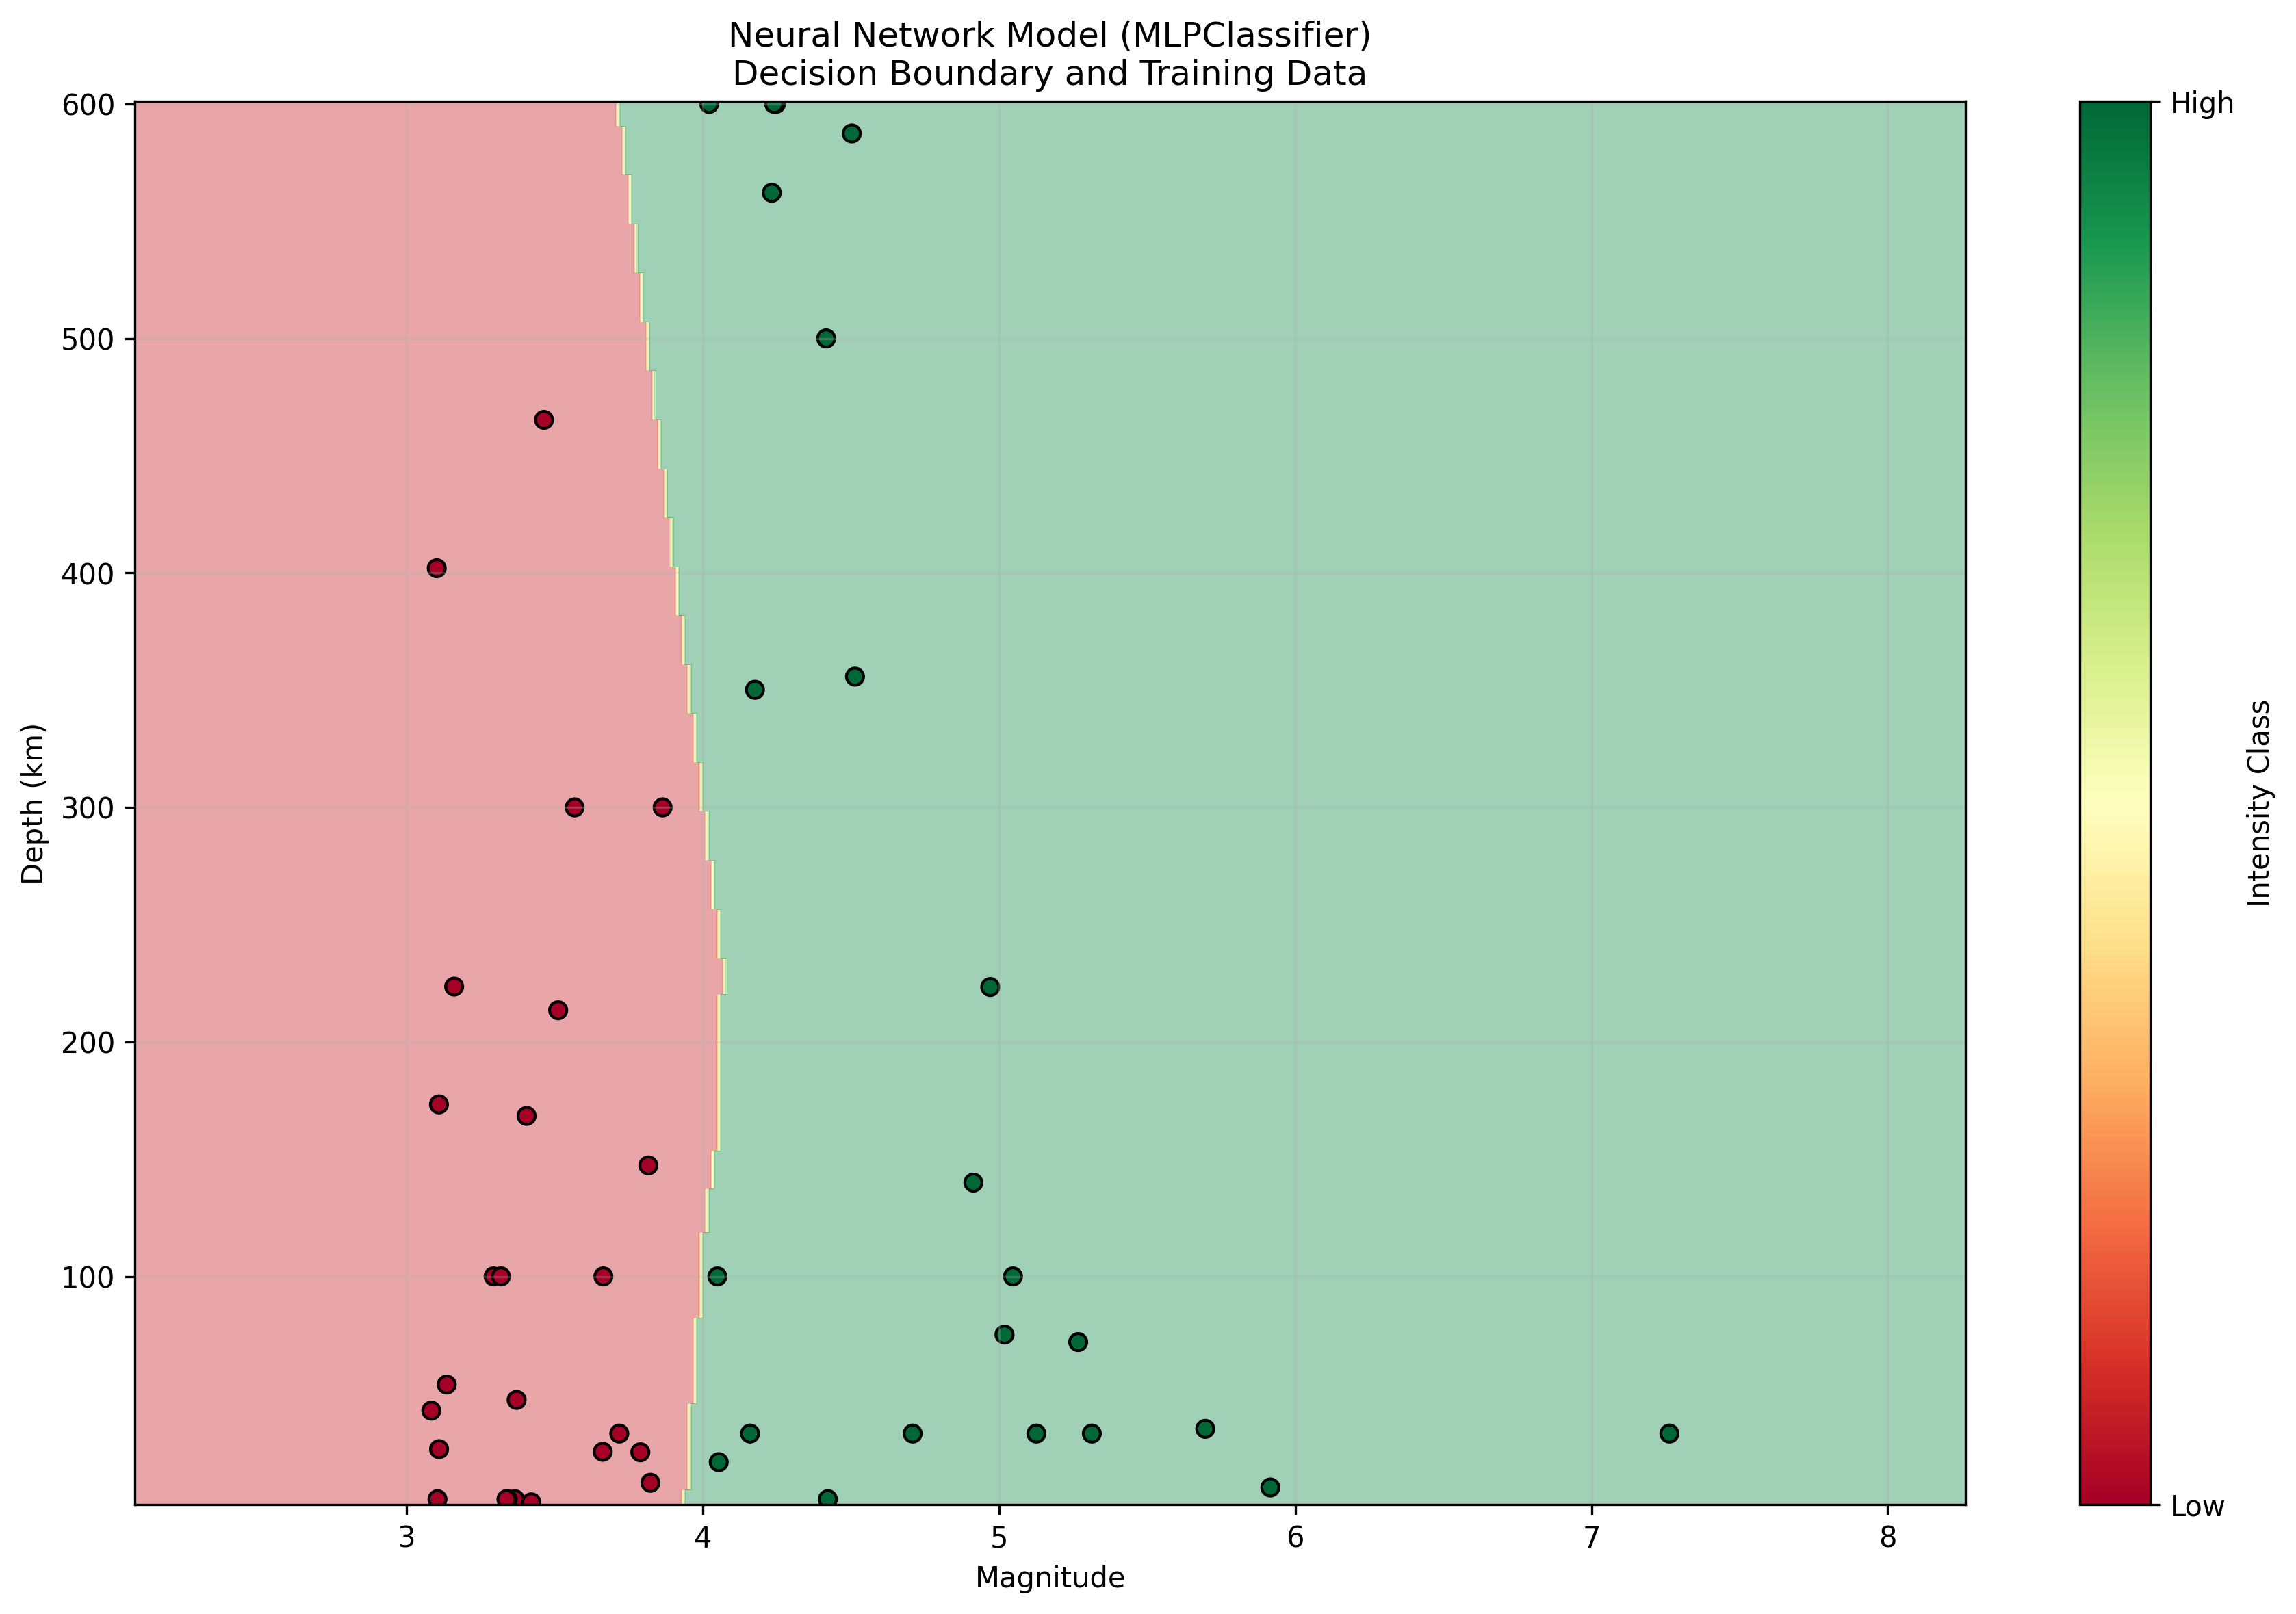 Neural Network Model (MLPClassifier)
Decision Boundary and Training Data
600
500
400
300
200
100
Depth (km)
3 4 5 6 7 8
Magnitude
High
Low
Intensity Class